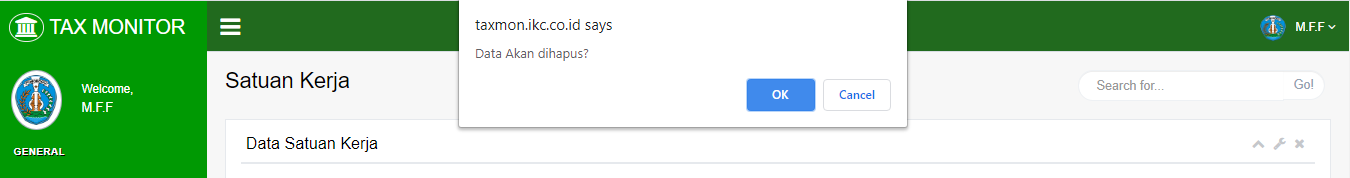 TAX MONITOR
taxmon.ikc.co.id says
Data Akan dihapus?
OK
Cancel
M.F.F
Welcome,
M.F.F
GENERAL
Satuan Kerja
Search for...
Go!
Data Satuan Kerja